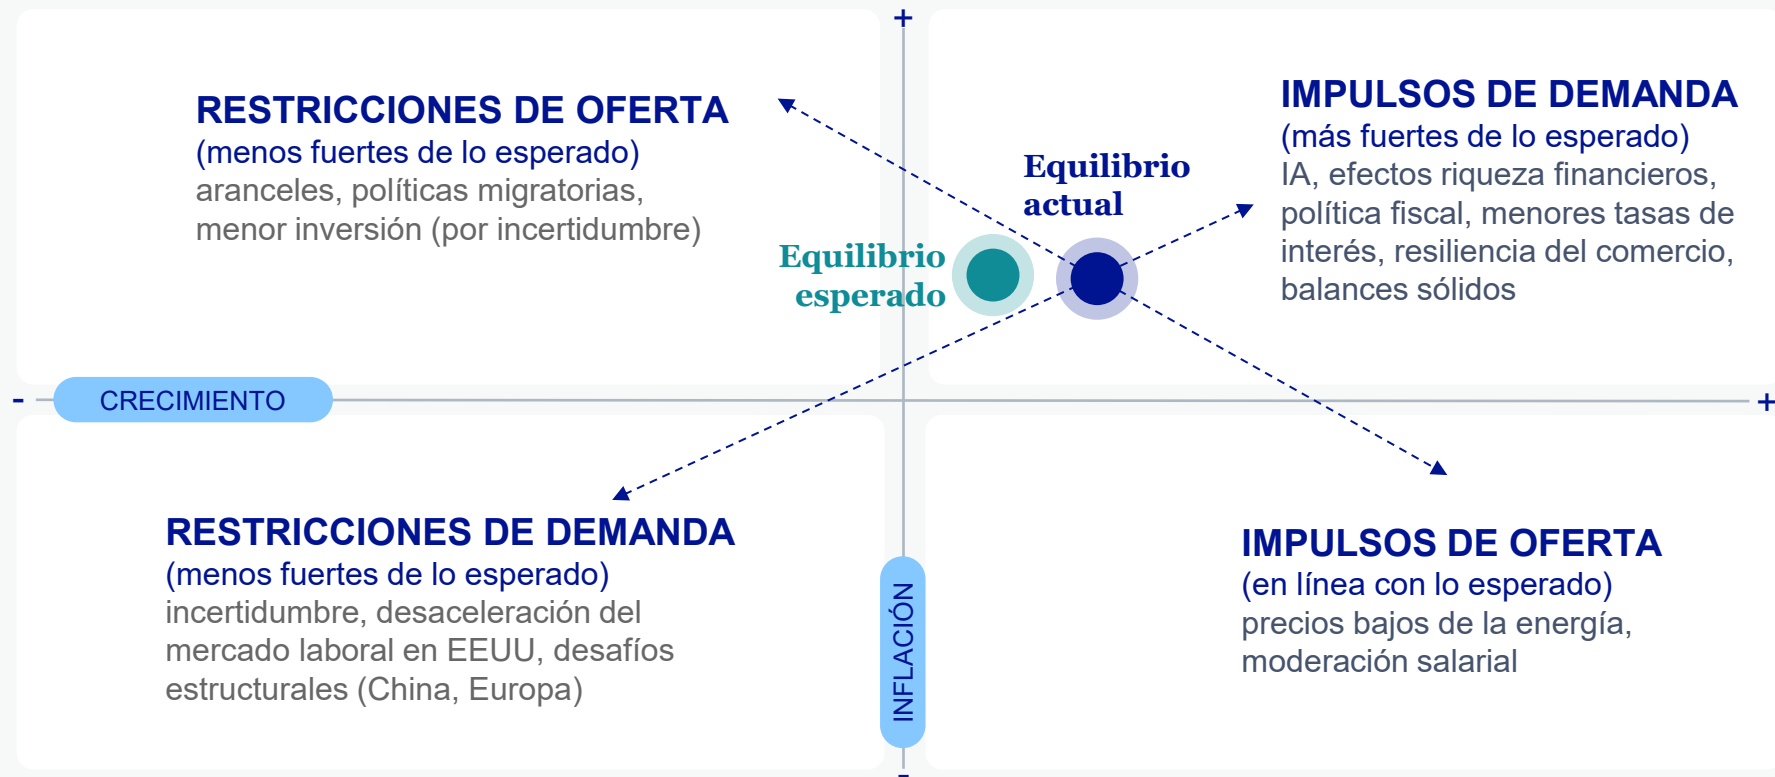 +
RESTRICCIONES DE OFERTA
(menos fuertes de lo esperado)
aranceles, políticas migratorias,
menor inversión (por incertidumbre)
IMPULSOS DE DEMANDA
(más fuertes de lo esperado)
IA, efectos riqueza financieros,
política fiscal, menores tasas de
interés, resiliencia del comercio,
balances sólidos
Equilibrio
actual
Equilibrio
esperado
-
CRECIMIENTO
+
RESTRICCIONES DE DEMANDA
(menos fuertes de lo esperado)
incertidumbre, desaceleración del
mercado laboral en EEUU, desafíos
estructurales (China, Europa)
INFLACIÓN
IMPULSOS DE OFERTA
(en línea con lo esperado)
precios bajos de la energía,
moderación salarial
-